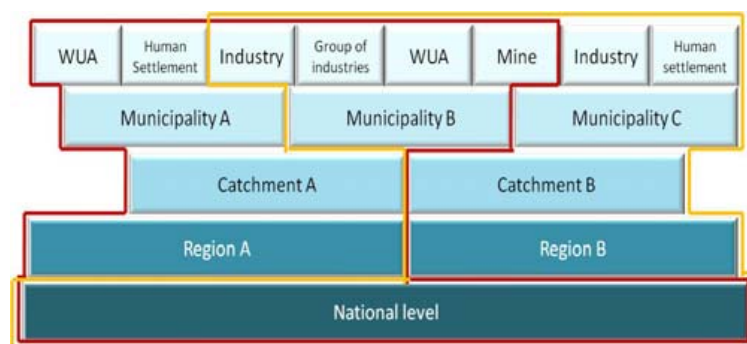 WUA
Human
Settlement
Industry
Group of
industries
WUA
Mine
Industry
Human
settlement
Municipality A
Municipality B
Municipality C
Catchment A
Catchment B
Region A
Region B
National level